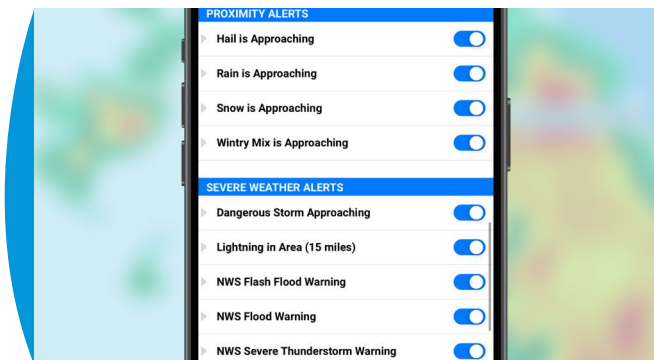 PROXIMITY ALERTS
Hail is Approaching
Rain is Approaching
Snow is Approaching
Wintry Mix is Approaching
SEVERE WEATHER ALERTS
Dangerous Storm Approaching
Lightning in Area (15 miles)
NWS Flash Flood Warning
NWS Flood Warning
NWS Severe Thunderstorm Warning